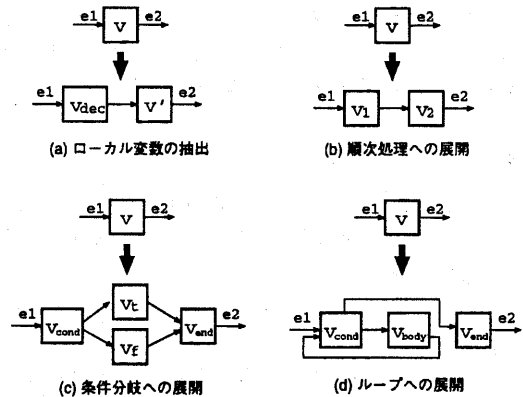 e1 V e2
e1 Vdec V' e2
(a) ローカル変数の抽出
e1 V e2
e1 V1 V2 e2
(b) 順次処理への展開
e1 V e2
e1 Vcond Vt Vf Vend e2
(c) 条件分岐への展開
e1 V e2
e1 Vcond Vbody Vend e2
(d) ループへの展開